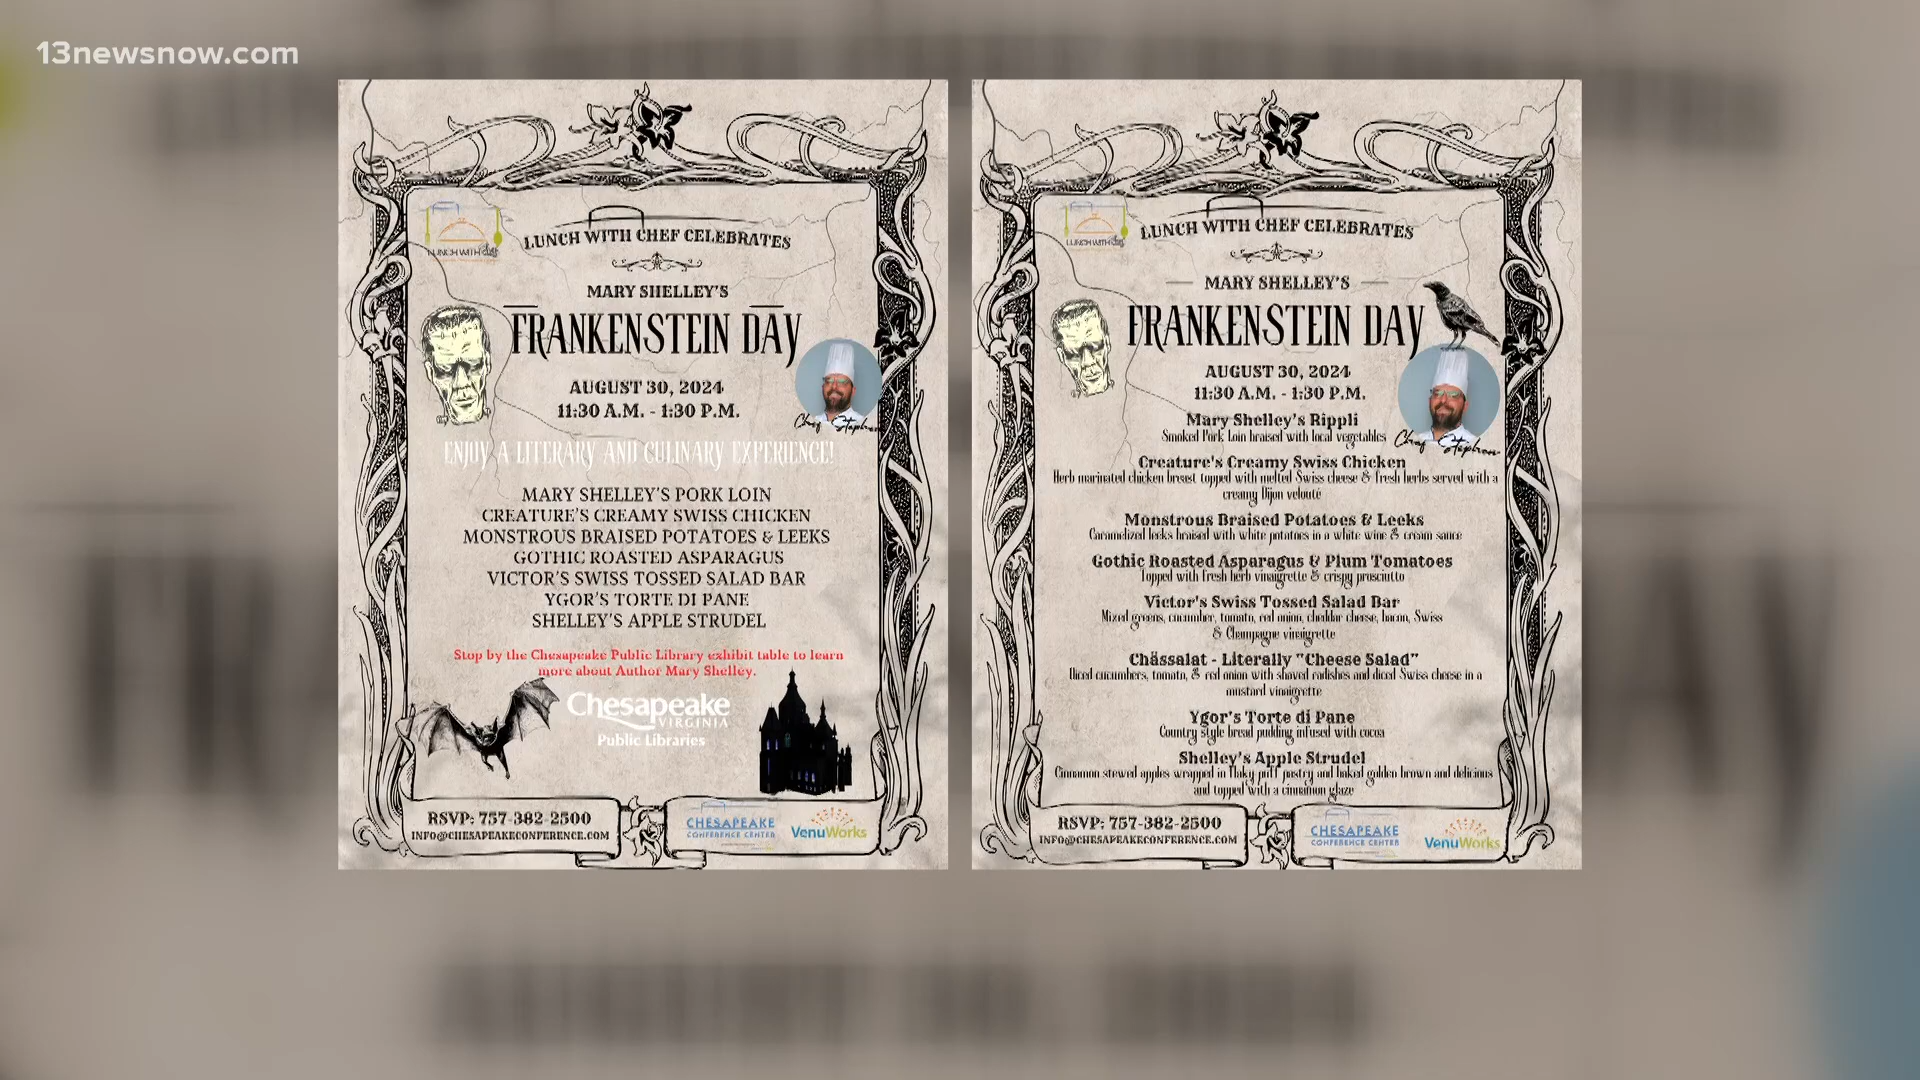 13newsnow.com
LUNCH WITH chef
LUNCH WITH CHEF CELEBRATES
MARY SHELLEY'S
FRANKENSTEIN DAY
AUGUST 30, 2024
11:30 A.M. - 1:30 P.M.
Chef Stephen
ENJOY A LITERARY AND CULINARY EXPERIENCE!
MARY SHELLEY'S PORK LOIN
CREATURE'S CREAMY SWISS CHICKEN
MONSTROUS BRAISED POTATOES & LEEKS
GOTHIC ROASTED ASPARAGUS
VICTOR'S SWISS TOSSED SALAD BAR
YGOR'S TORTE DI PANE
SHELLEY'S APPLE STRUDEL
Stop by the Chesapeake Public Library exhibit table to learn
more about Author Mary Shelley.
Chesapeake
VIRGINIA
Public Libraries
RSVP: 757-382-2500
INFO@CHESAPEAKECONFERENCE.COM
CHESAPEAKE
CONFERENCE CENTER
VenuWorks
LUNCH WITH chef
LUNCH WITH CHEF CELEBRATES
MARY SHELLEY'S
FRANKENSTEIN DAY
AUGUST 30, 2024
11:30 A.M. - 1:30 P.M.
Chef Stephen
Mary Shelley's Rippli
Smoked Pork Loin braised with local vegetables
Creature's Creamy Swiss Chicken
Herb marinated chicken breast topped with melted Swiss cheese & fresh herbs served with a
creamy Dijon velouté
Monstrous Braised Potatoes & Leeks
Caramelized leeks braised with white potatoes in a white wine & cream sauce
Gothic Roasted Asparagus & Plum Tomatoes
Topped with fresh herb vinaigrette & crispy prosciutto
Victor's Swiss Tossed Salad Bar
Mixed greens, cucumber, tomato, red onion, cheddar cheese, bacon, Swiss
& Champagne vinaigrette
Chässalat - Literally "Cheese Salad"
Diced cucumbers, tomato, & red onion with shaved radishes and diced Swiss cheese in a
mustard vinaigrette
Ygor's Torte di Pane
Country style bread pudding infused with cocoa
Shelley's Apple Strudel
Cinnamon stewed apples wrapped in flaky puff pastry and baked golden brown and delicious
and topped with a cinnamon glaze
RSVP: 757-382-2500
INFO@CHESAPEAKECONFERENCE.COM
CHESAPEAKE
CONFERENCE CENTER
VenuWorks